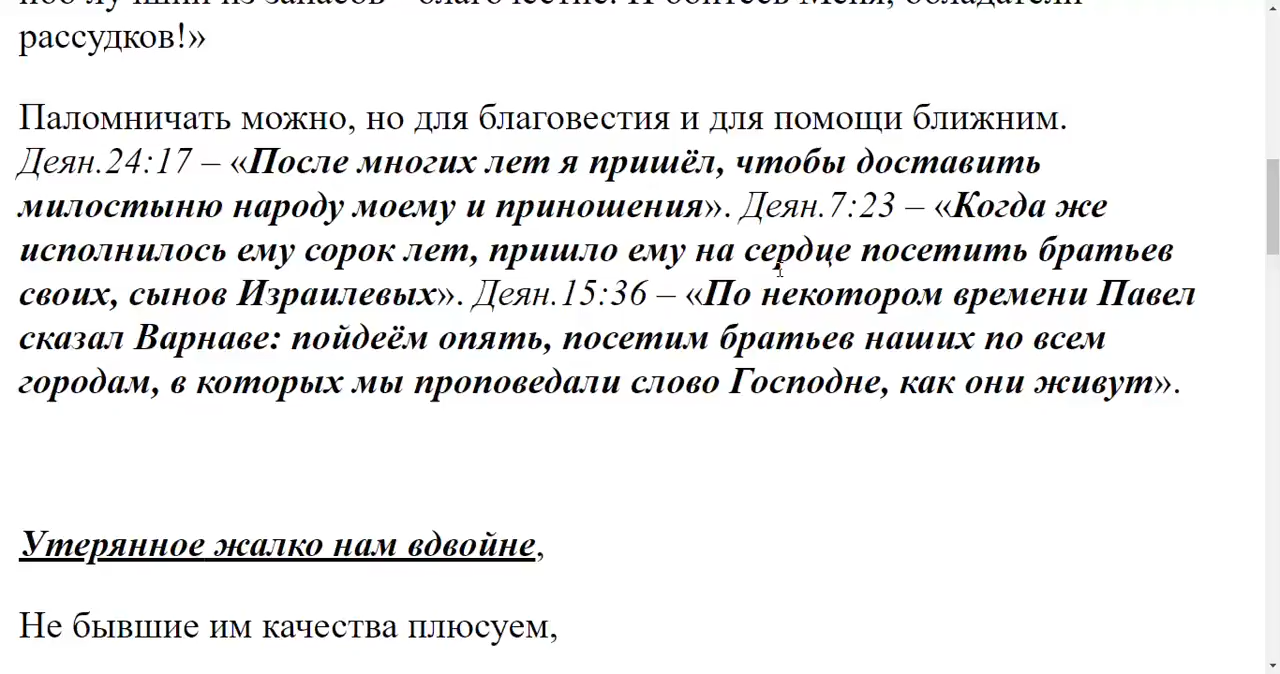 рассудков!»
Паломничать можно, но для благовестия и для помощи ближним.
Деян.24:17 – «После многих лет я пришёл, чтобы доставить
милостыню народу моему и приношения». Деян.7:23 – «Когда же
исполнилось ему сорок лет, пришло ему на сердце посетить братьев
своих, сынов Израилевых». Деян.15:36 – «По некотором времени Павел
сказал Варнаве: пойдеём опять, посетим братьев наших по всем
городам, в которых мы проповедали слово Господне, как они живут».
Утерянное жалко нам вдвойне,
Не бывшие им качества плюсуем,